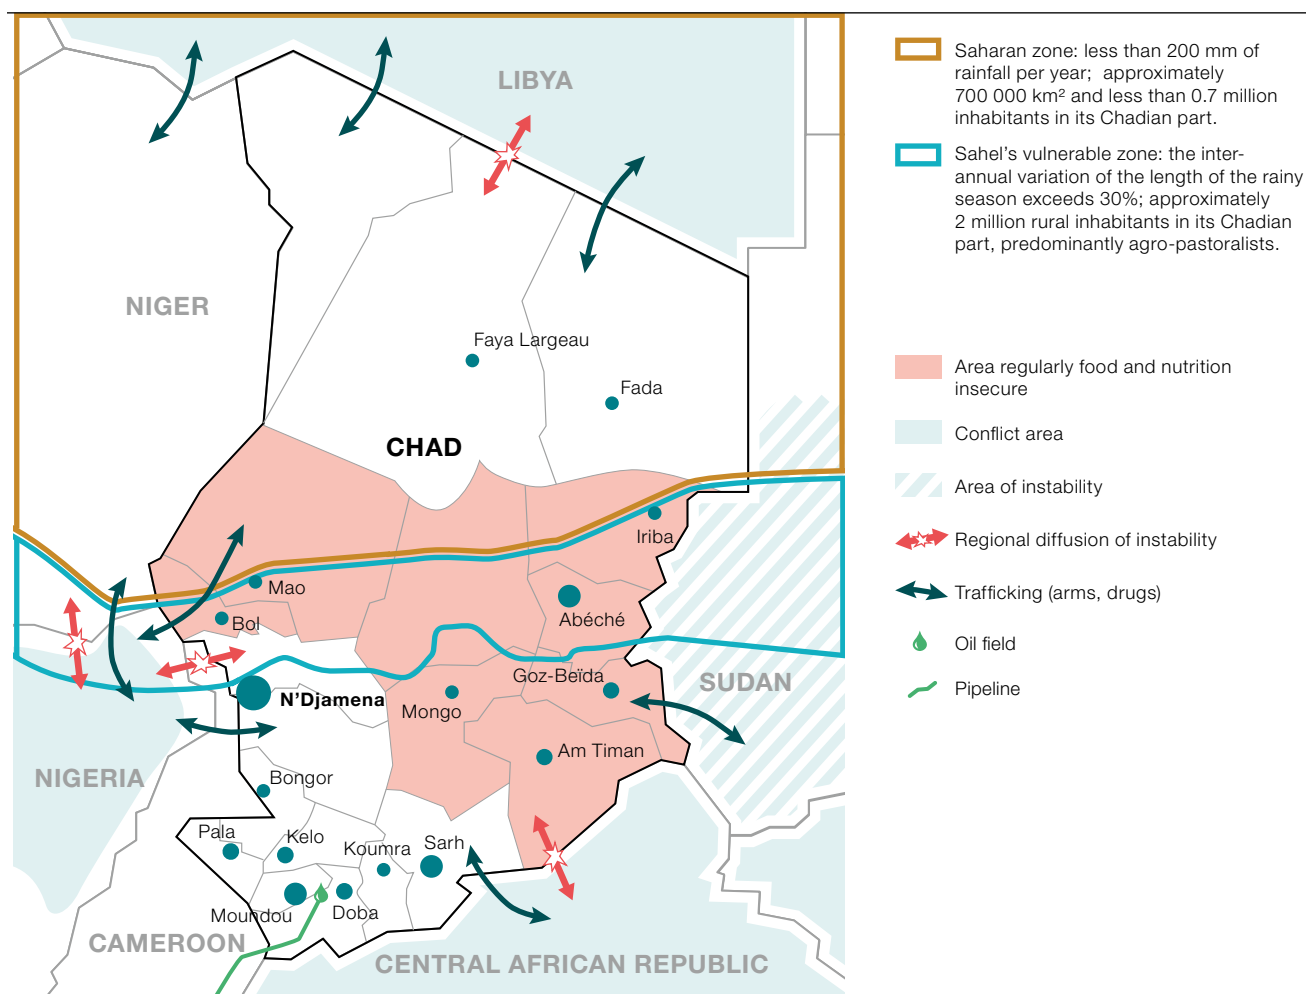 LIBYA
NIGER
Faya Largeau
Fada
CHAD
Iriba
Mao
Abéché
Bol
Goz-Beïda
SUDAN
N'Djamena
Mongo
Am Timan
NIGERIA
Bongor
Pala
Kelo
Koumra
Sarh
Moundou
Doba
CAMEROON
CENTRAL AFRICAN REPUBLIC
Saharan zone: less than 200 mm of
rainfall per year; approximately
700 000 km² and less than 0.7 million
inhabitants in its Chadian part.
Sahel's vulnerable zone: the inter-
annual variation of the length of the rainy
season exceeds 30%; approximately
2 million rural inhabitants in its Chadian
part, predominantly agro-pastoralists.
Area regularly food and nutrition
insecure
Conflict area
Area of instability
Regional diffusion of instability
Trafficking (arms, drugs)
Oil field
Pipeline